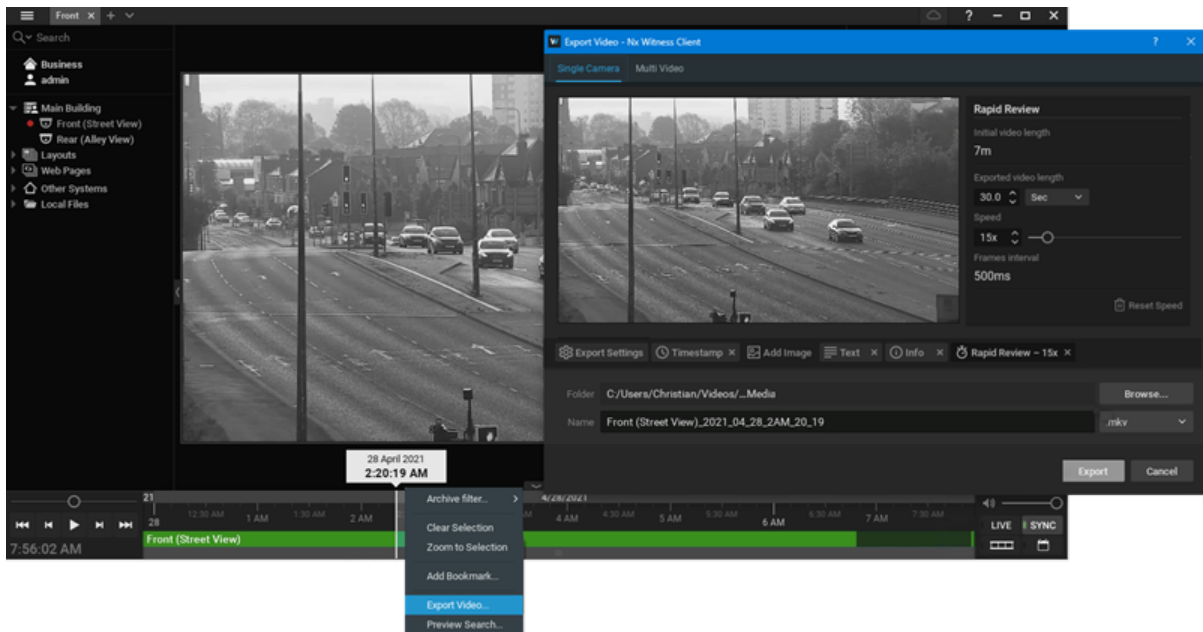 Front
?
Search
Business
admin
Main Building
Front (Street View)
Rear (Alley View)
Layouts
Web Pages
Other Systems
Local Files
28 April 2021
2:20:19 AM
Export Video - Nx Witness Client
?
Single Camera Multi Video
Rapid Review
Initial video length
7m
Exported video length
30.0 Sec
Speed
15x
Frames interval
500ms
Reset Speed
Export Settings Timestamp Add Image Text Info Rapid Review – 15x
Folder C:/Users/Christian/Videos/...Media Browse...
Name Front (Street View)_2021_04_28_2AM_20_19 .mkv
Export Cancel
21 4/28/2021
28 12:30 AM 1 AM 1:30 AM 2 AM 4 AM 4:30 AM 5 AM 5:30 AM 6 AM 6:30 AM 7 AM 7:30 AM
Front (Street View)
7:56:02 AM
LIVE SYNC
Archive filter...
Clear Selection
Zoom to Selection
Add Bookmark...
Export Video...
Preview Search...